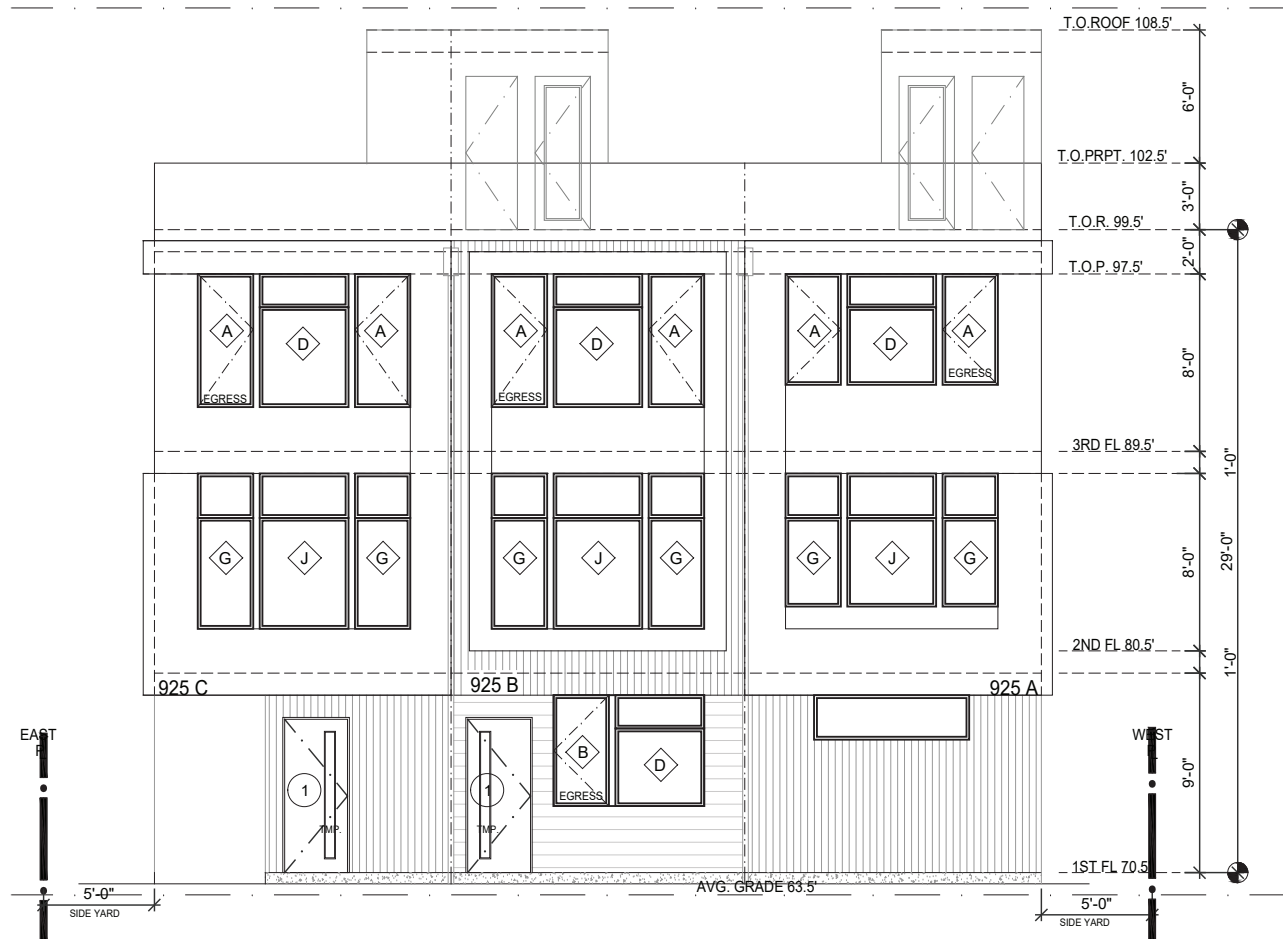 T.O.ROOF 108.5'
6'-0"
T.O.PRPT. 102.5'
3'-0"
T.O.R. 99.5'
2'-0"
T.O.P. 97.5'
A
D
A
A
D
A
A
D
A
EGRESS
EGRESS
EGRESS
8'-0"
3RD FL 89.5'
1'-0"
G
J
G
G
J
G
G
J
G
8'-0"
29'-0"
2ND FL 80.5'
1'-0"
925 C
925 B
925 A
EAST
WEST
B
D
EGRESS
1
1
TMP.
TMP.
9'-0"
1ST FL 70.5
AVG. GRADE 63.5'
5'-0"
SIDE YARD
5'-0"
SIDE YARD